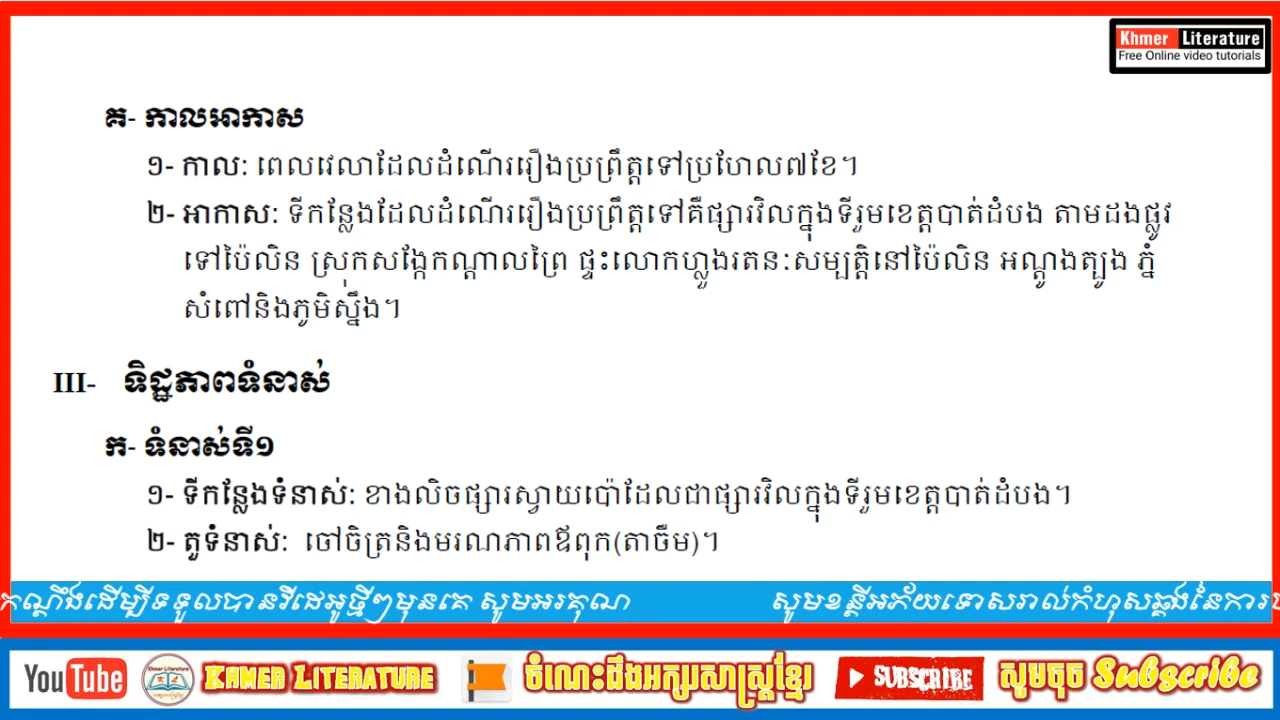 Khmer Literature
Free Online video tutorials
គ- កាលអាកាស
១- កាល: ពេលវេលាដែលដំណើររឿងប្រព្រឹត្តទៅប្រហែល៧ខែ។
២- អាកាស: ទីកន្លែងដែលដំណើររឿងប្រព្រឹត្តទៅគឺផ្សារវិលក្នុងទីរួមខេត្តបាត់ដំបង តាមដងផ្លូវ
ទៅប៉ៃលិន ស្រុកសង្កែកណ្តាលព្រៃ ផ្ទះលោកហ្លួងរតនៈសម្បត្តិនៅប៉ៃលិន អណ្តូងត្បូង ភ្នំ
សំពៅនិងភូមិស្នឹង។
III- ទិដ្ឋភាពទំនាស់
ក- ទំនាស់ទី១
១- ទីកន្លែងទំនាស់: ខាងលិចផ្សារស្វាយប៉ោដែលជាផ្សារវិលក្នុងទីរួមខេត្តបាត់ដំបង។
២- តួទំនាស់: ចៅចិត្រនិងមរណភាពឪពុក(តាចឹម)។
កណ្តឹងដើម្បីទទួលបានវីដេអូថ្មីៗមុនគេ សូមអរគុណ សូមខន្តីអភ័យទោសរាល់កំហុសឆ្គងនៃការ
YouTube KHMER LITERATURE ចំណេះដឹងអក្សរសាស្ត្រខ្មែរ SUBSCRIBE សូមចុច Subscribe